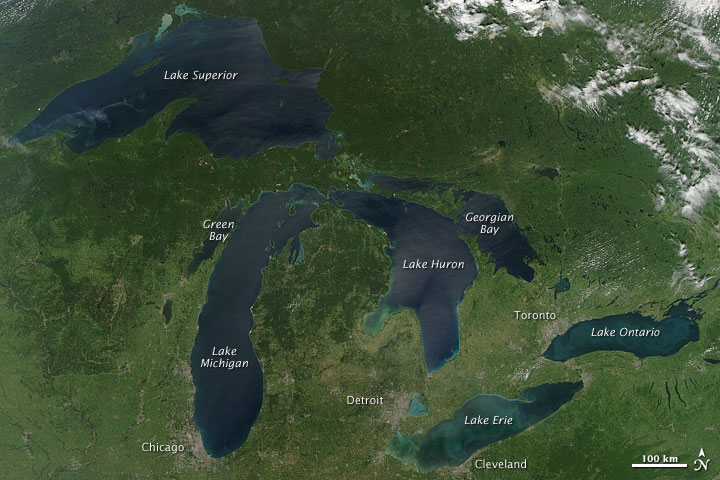 Lake Superior
Green
Bay
Georgian
Bay
Lake Huron
Toronto
Lake Ontario
Lake
Michigan
Detroit
Lake Erie
Chicago
Cleveland
100 km
N